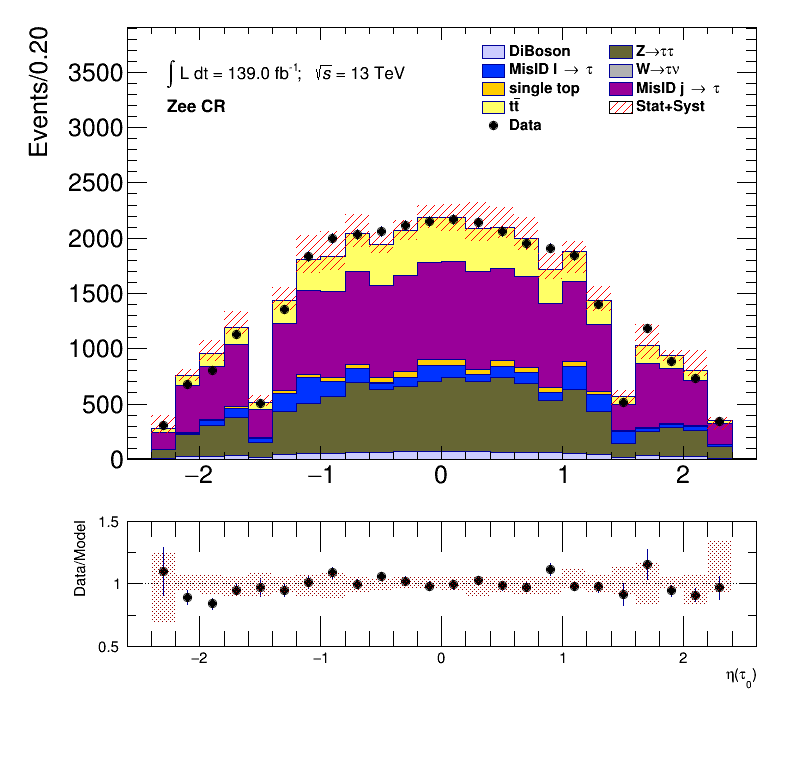 Events/0.20
3500
3000
2500
2000
1500
1000
500
0
∫ L dt = 139.0 fb⁻¹; √s = 13 TeV
Zee CR
DiBoson
MisID l → τ
single top
tt̄
Data
Z→ττ
W→τν
MisID j → τ
Stat+Syst
−2 −1 0 1 2
Data/Model
1.5
1
0.5
−2 −1 0 1 2
η(τ₀)